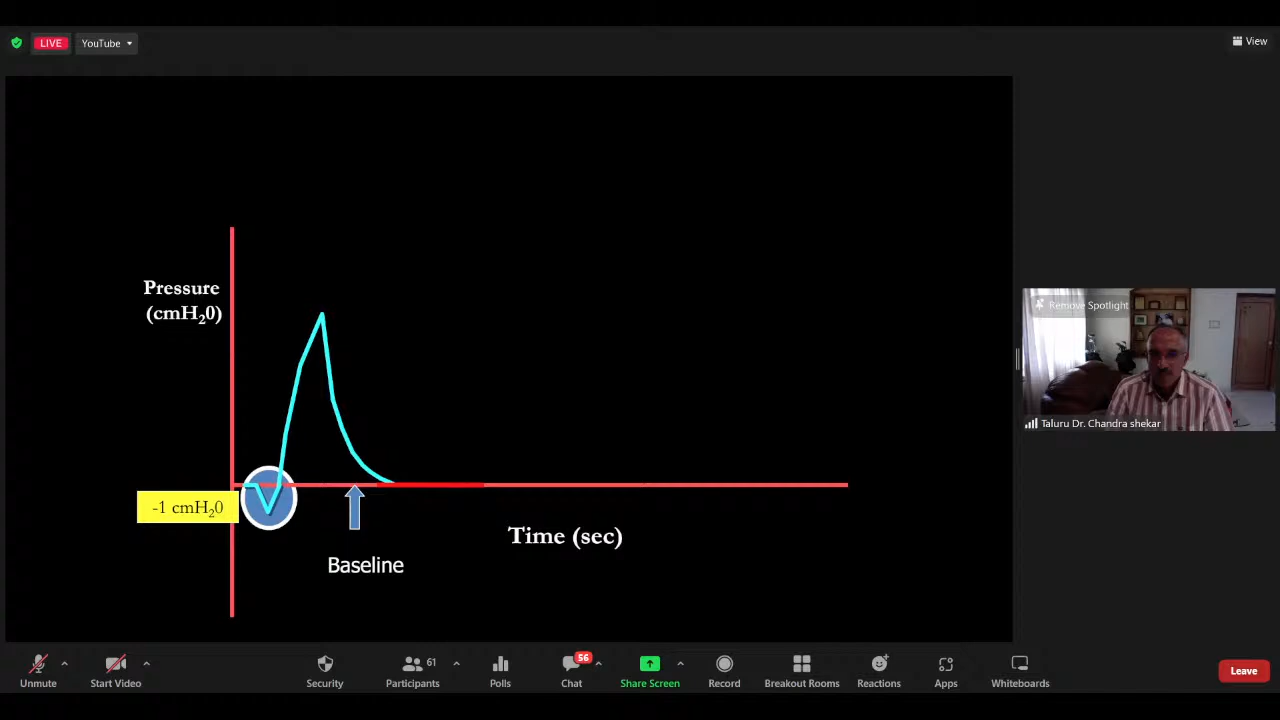 LIVE
YouTube
View
Pressure
(cmH20)
-1 cmH20
Time (sec)
Baseline
Remove Spotlight
Taluru Dr. Chandra shekar
Unmute
Start Video
Security
61
Participants
Polls
56
Chat
Share Screen
Record
Breakout Rooms
Reactions
Apps
Whiteboards
Leave